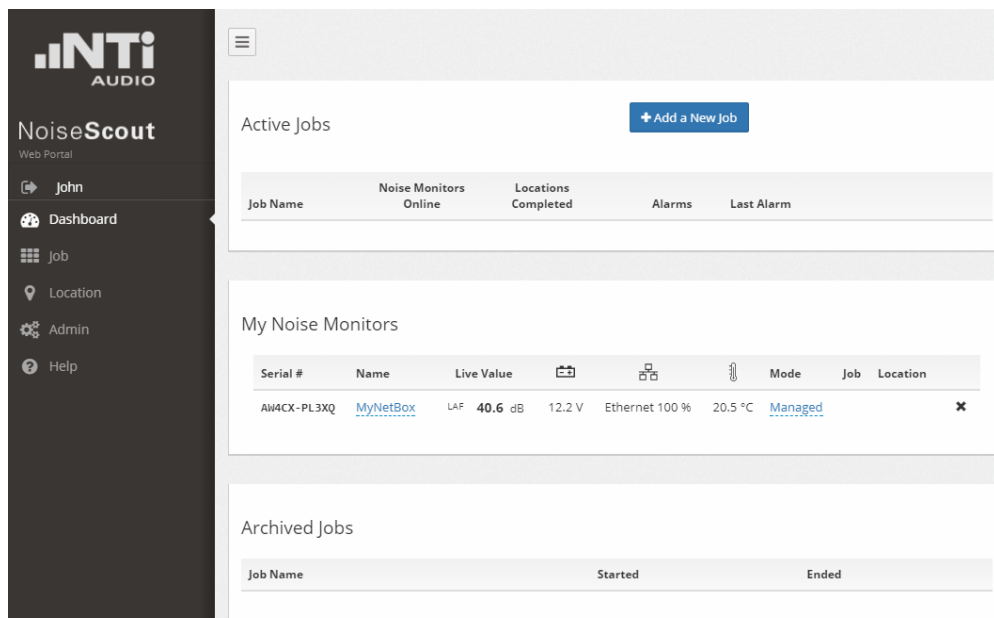 NTi
AUDIO
NoiseScout
Web Portal
John
Dashboard
Job
Location
Admin
Help
Active Jobs
Add a New Job
Job Name Noise Monitors Online Locations Completed Alarms Last Alarm
My Noise Monitors
Serial # Name Live Value Mode Job Location
AW4CX-PL3XQ MyNetBox LAF 40.6 dB 12.2 V Ethernet 100 % 20.5 °C Managed
Archived Jobs
Job Name Started Ended